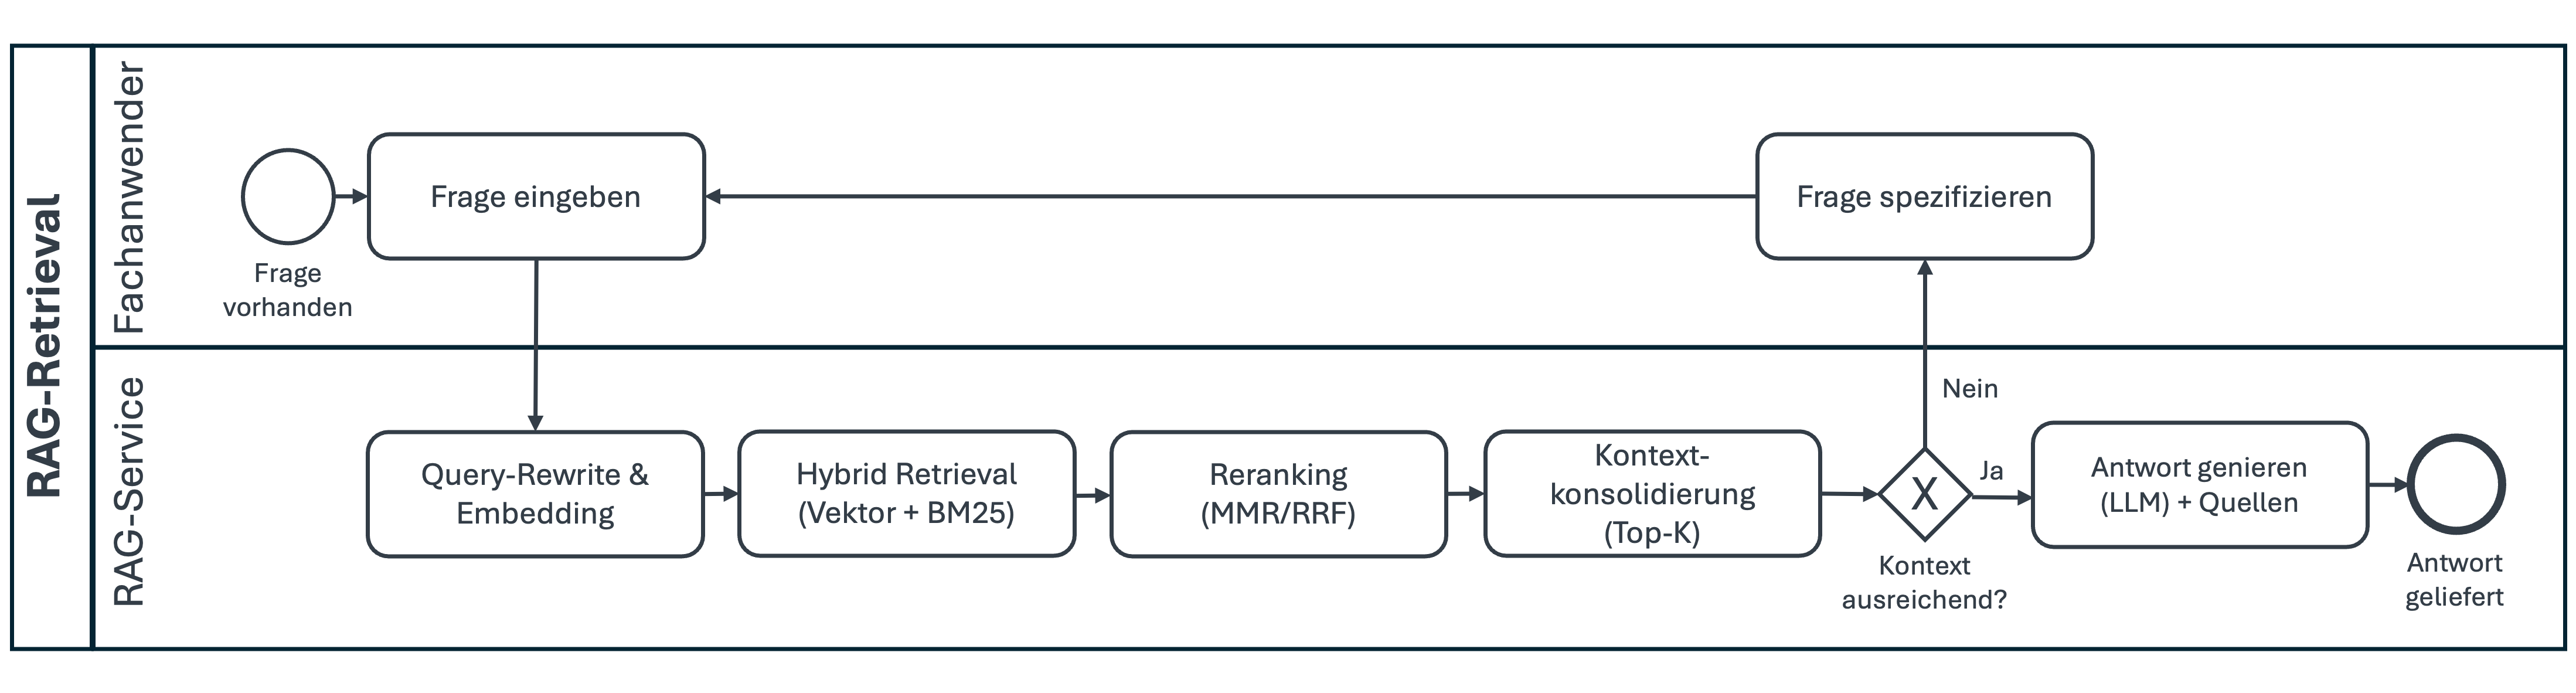 RAG-Retrieval
Fachanwender
Frage
vorhanden
Frage eingeben
Frage spezifizieren
RAG-Service
Query-Rewrite &
Embedding
Hybrid Retrieval
(Vektor + BM25)
Reranking
(MMR/RRF)
Kontext-
konsolidierung
(Top-K)
X
Kontext
ausreichend?
Nein
Ja
Antwort genieren
(LLM) + Quellen
Antwort
geliefert